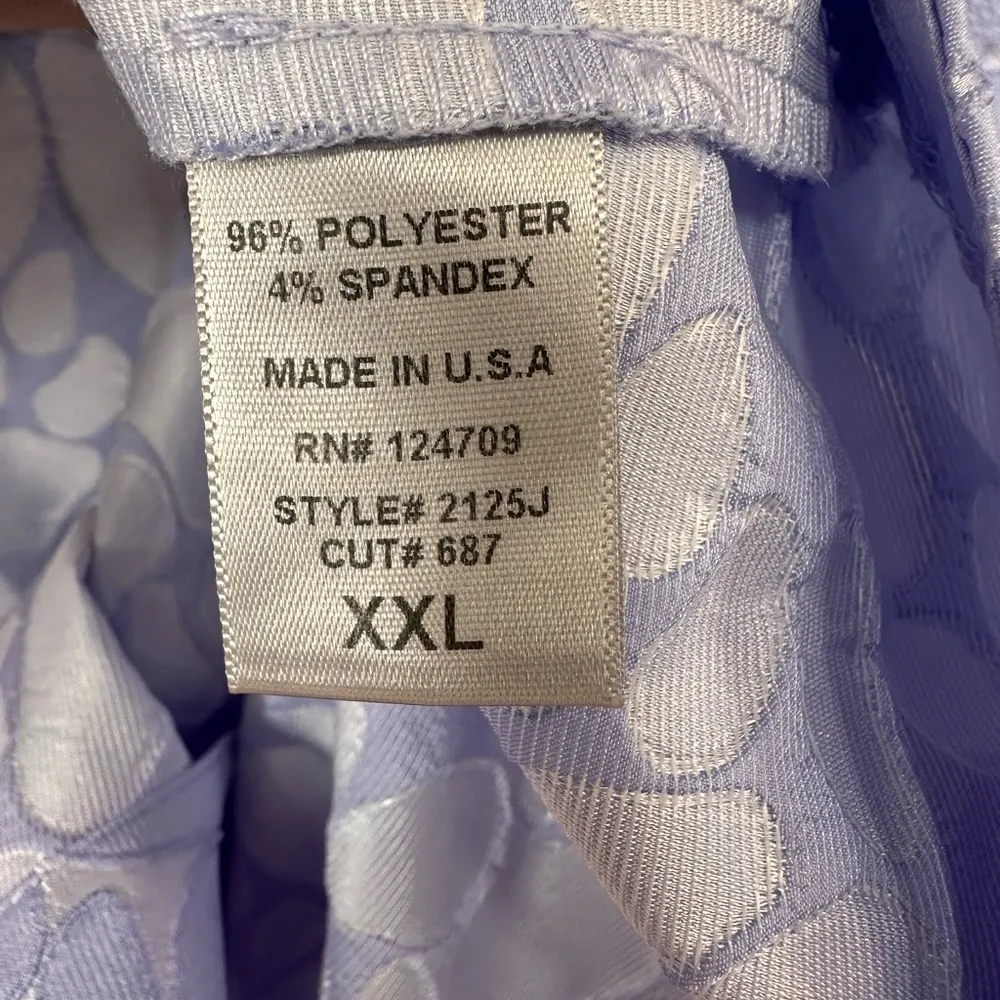 96% POLYESTER
4% SPANDEX
MADE IN U.S.A
RN# 124709
STYLE# 2125J
CUT# 687
XXL